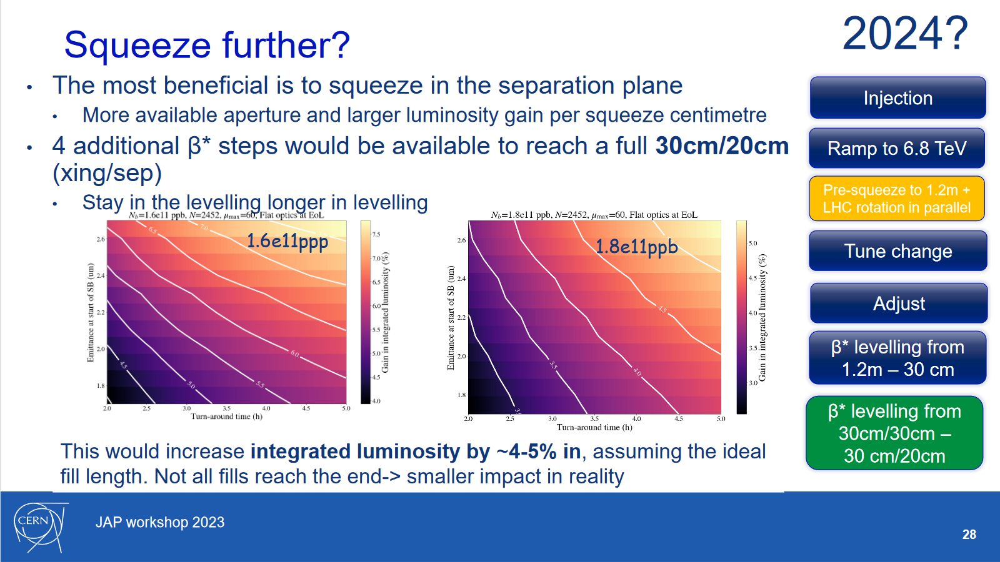 Squeeze further?
2024?
• The most beneficial is to squeeze in the separation plane
• More available aperture and larger luminosity gain per squeeze centimetre
• 4 additional β* steps would be available to reach a full 30cm/20cm
(xing/sep)
• Stay in the levelling longer in levelling
N_b=1.6e11 ppb, N=2452, μ_max=60, Flat optics at EoL
1.6e11ppp
Emittance at start of SB (um)
2.6
2.4
2.2
2.0
1.8
2.0 2.5 3.0 3.5 4.0 4.5 5.0
Turn-around time (h)
6.5
7.0
4.5
5.0
5.5
6.0
7.5
7.0
6.5
6.0
5.5
5.0
4.5
4.0
Gain in integrated luminosity (%)
N_b=1.8e11 ppb, N=2452, μ_max=60, Flat optics at EoL
1.8e11ppb
Emittance at start of SB (um)
2.6
2.4
2.2
2.0
1.8
2.0 2.5 3.0 3.5 4.0 4.5 5.0
Turn-around time (h)
4.5
3.5
4.0
5.0
4.5
4.0
3.5
3.0
Gain in integrated luminosity (%)
This would increase integrated luminosity by ~4-5% in, assuming the ideal
fill length. Not all fills reach the end-> smaller impact in reality
Injection
Ramp to 6.8 TeV
Pre-squeeze to 1.2m +
LHC rotation in parallel
Tune change
Adjust
β* levelling from
1.2m – 30 cm
β* levelling from
30cm/30cm –
30 cm/20cm
CERN
JAP workshop 2023
28